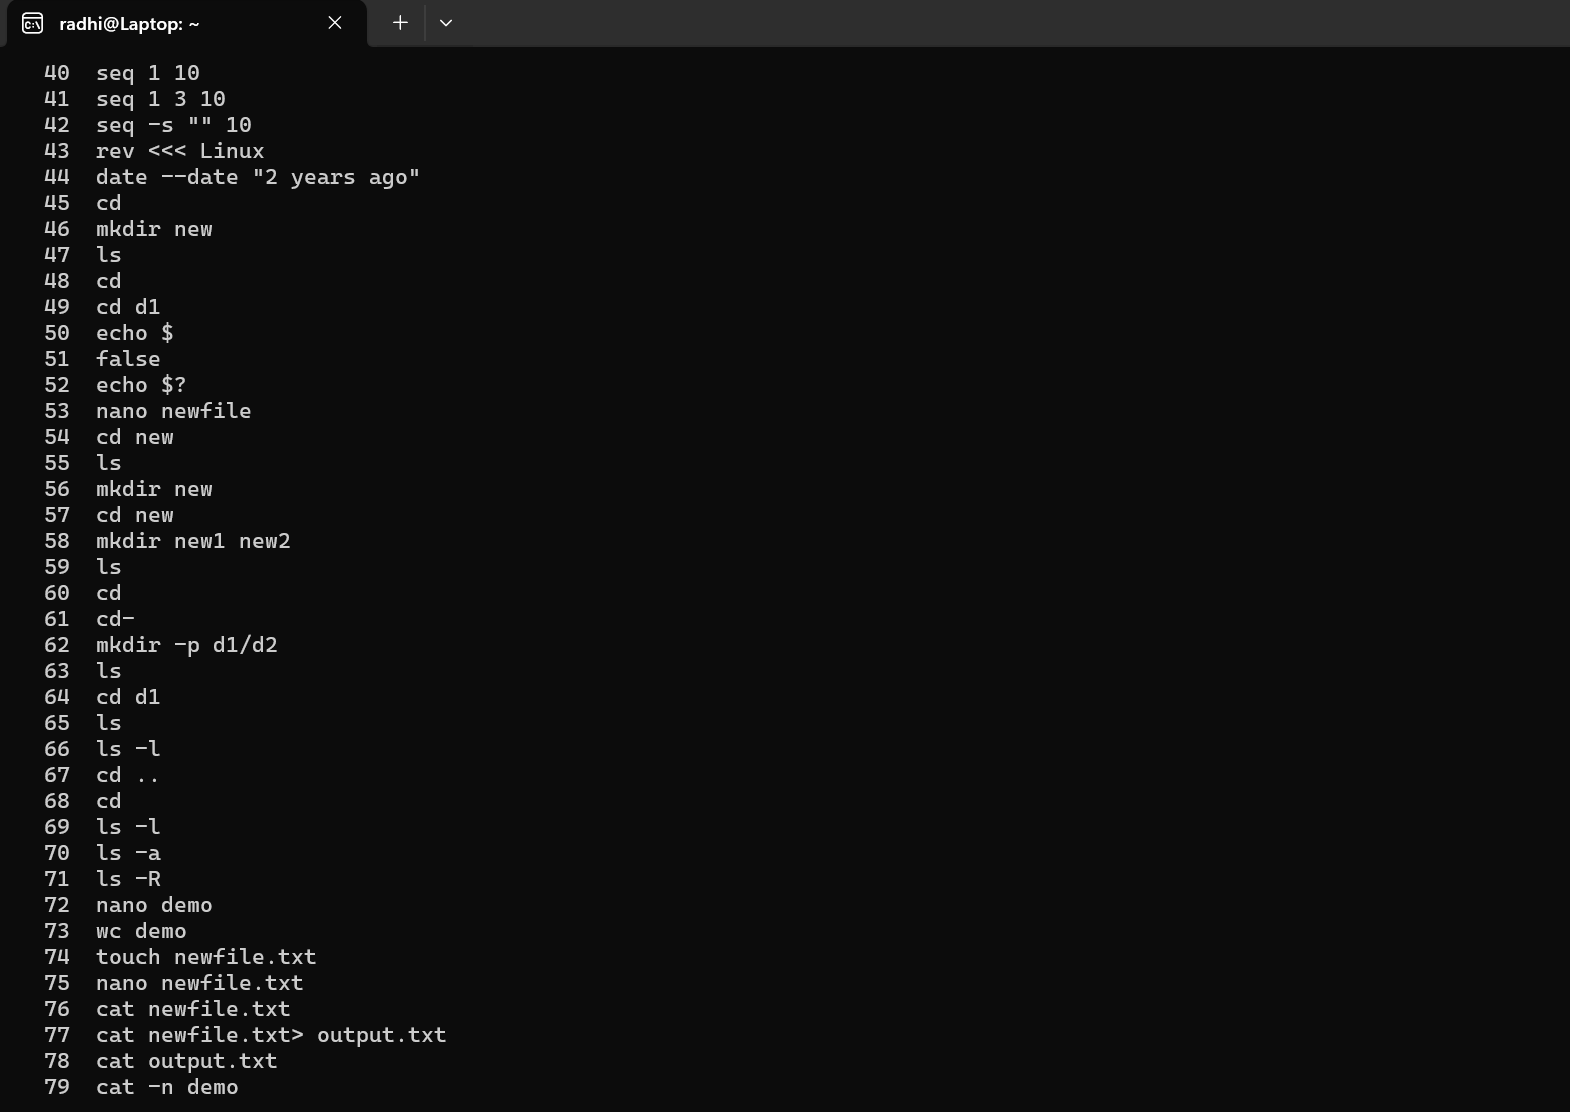 radhi@Laptop: ~
40 seq 1 10
41 seq 1 3 10
42 seq -s "" 10
43 rev <<< Linux
44 date --date "2 years ago"
45 cd
46 mkdir new
47 ls
48 cd
49 cd d1
50 echo $
51 false
52 echo $?
53 nano newfile
54 cd new
55 ls
56 mkdir new
57 cd new
58 mkdir new1 new2
59 ls
60 cd
61 cd-
62 mkdir -p d1/d2
63 ls
64 cd d1
65 ls
66 ls -l
67 cd ..
68 cd
69 ls -l
70 ls -a
71 ls -R
72 nano demo
73 wc demo
74 touch newfile.txt
75 nano newfile.txt
76 cat newfile.txt
77 cat newfile.txt> output.txt
78 cat output.txt
79 cat -n demo